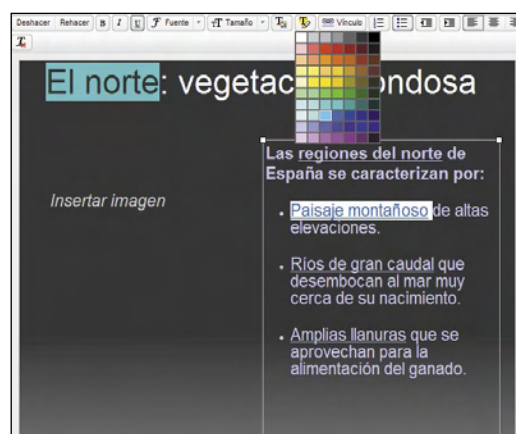 Deshacer Rehacer B I U F Fuente T Tamaño T T Vínculo
El norte: vegetac ondosa
Las regiones del norte de
España se caracterizan por:
Insertar imagen
• Paisaje montañoso de altas
elevaciones.
• Ríos de gran caudal que
desembocan al mar muy
cerca de su nacimiento.
• Amplias llanuras que se
aprovechan para la
alimentación del ganado.